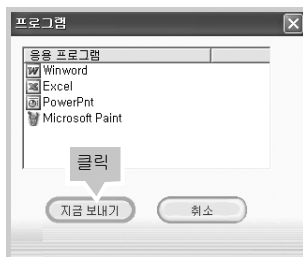 프로그램
응용 프로그램
Winword
Excel
PowerPnt
Microsoft Paint
클릭
지금 보내기
취소